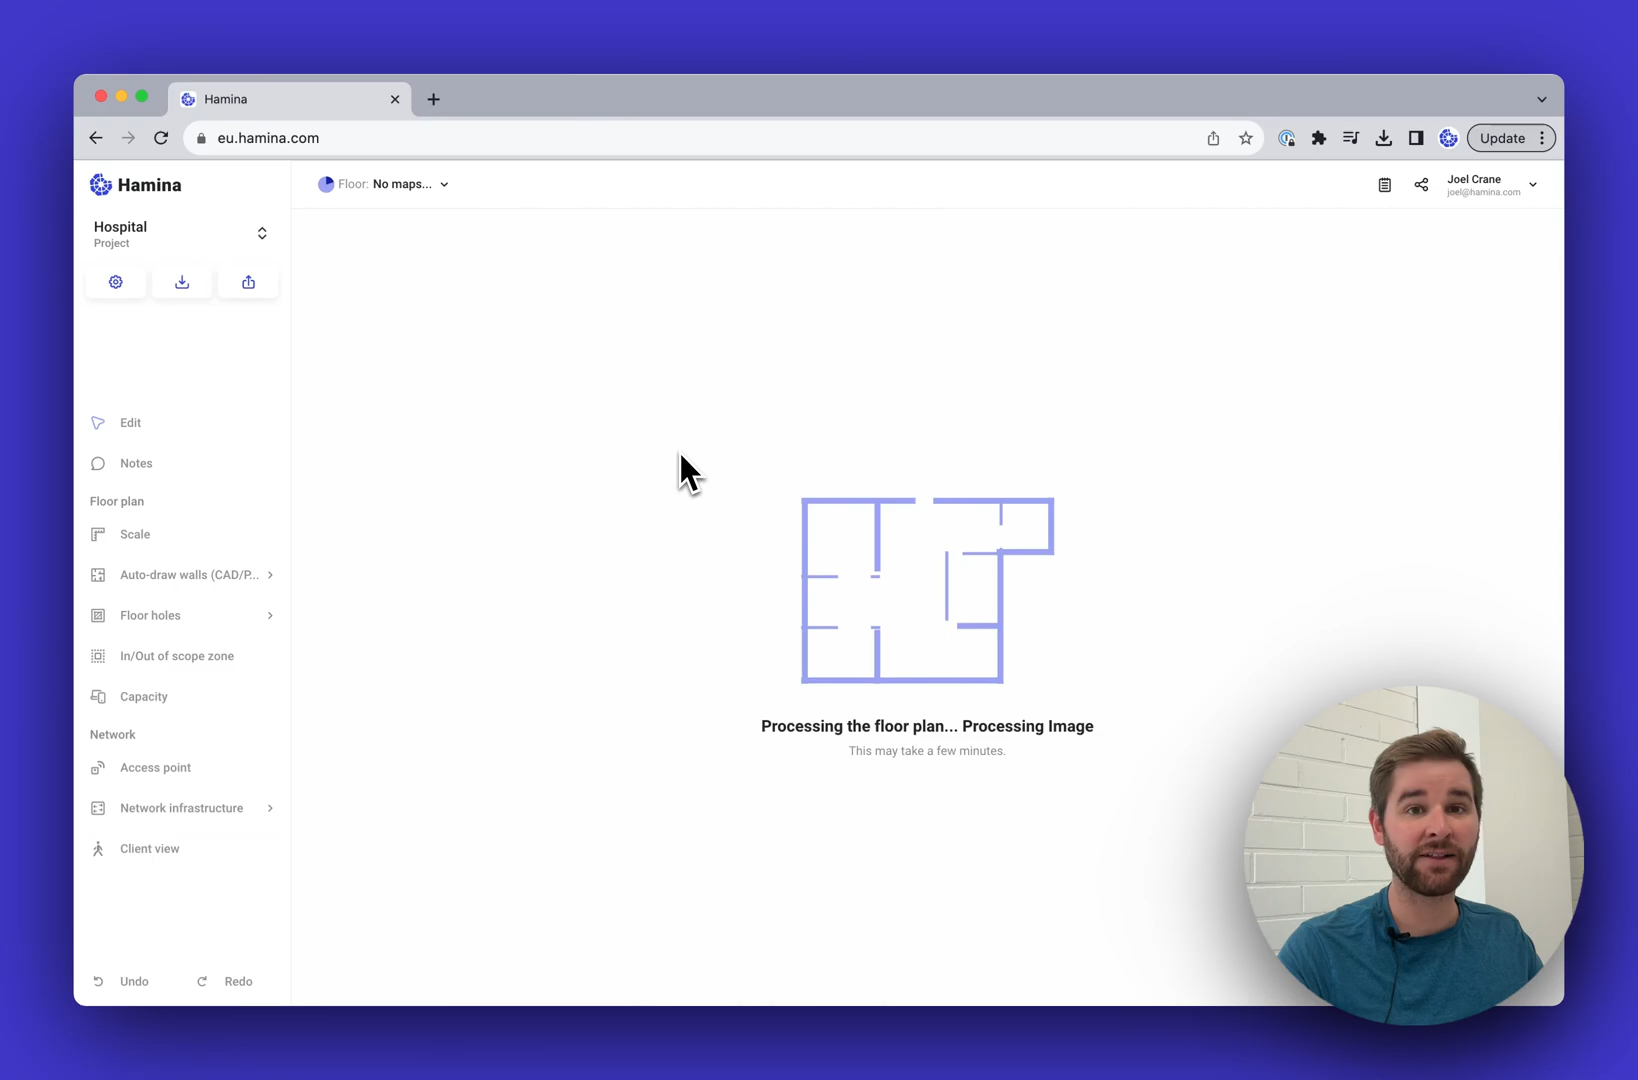 Hamina
eu.hamina.com
Update
Hamina
Floor: No maps...
Joel Crane
joel@hamina.com
Hospital
Project
Edit
Notes
Floor plan
Scale
Auto-draw walls (CAD/P...
Floor holes
In/Out of scope zone
Capacity
Network
Access point
Network infrastructure
Client view
Processing the floor plan... Processing Image
This may take a few minutes.
Undo
Redo